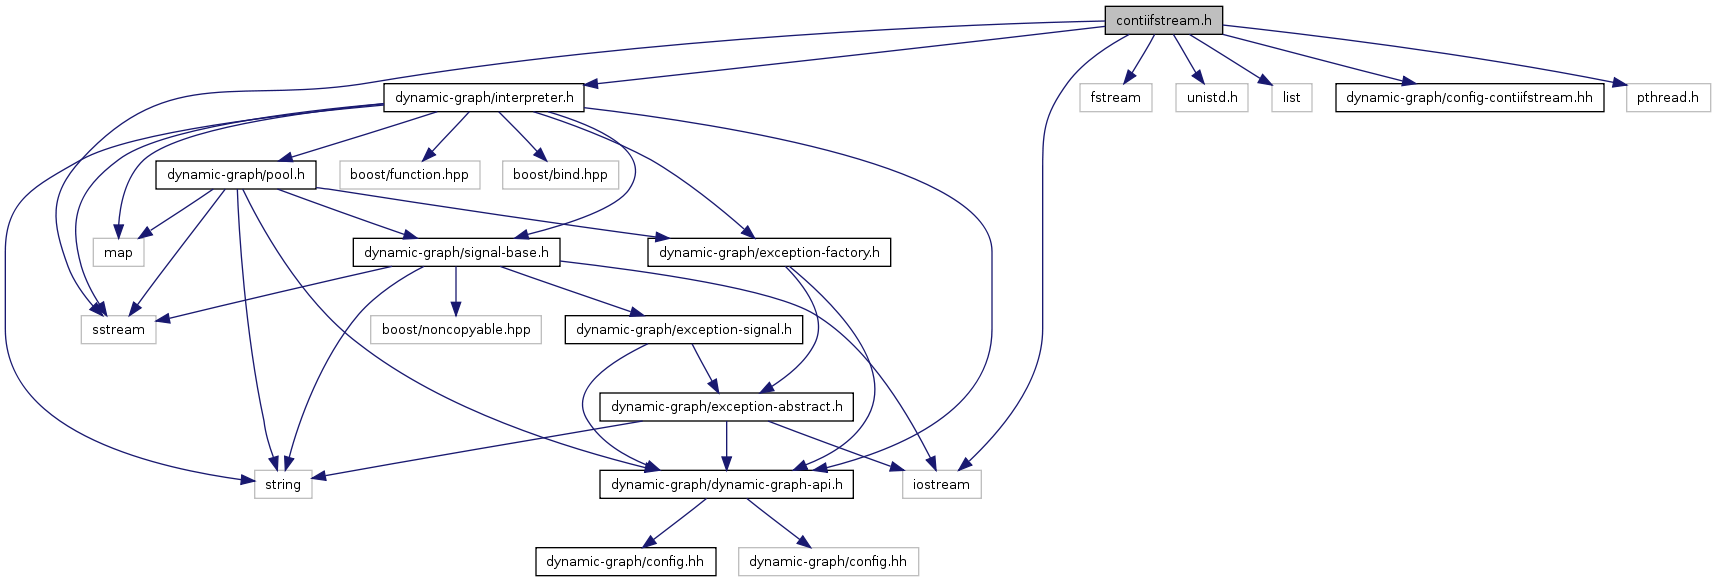 contiifstream.h
dynamic-graph/interpreter.h
fstream
unistd.h
list
dynamic-graph/config-contiifstream.hh
pthread.h
dynamic-graph/pool.h
boost/function.hpp
boost/bind.hpp
map
dynamic-graph/signal-base.h
dynamic-graph/exception-factory.h
sstream
boost/noncopyable.hpp
dynamic-graph/exception-signal.h
dynamic-graph/exception-abstract.h
string
dynamic-graph/dynamic-graph-api.h
iostream
dynamic-graph/config.hh
dynamic-graph/config.hh